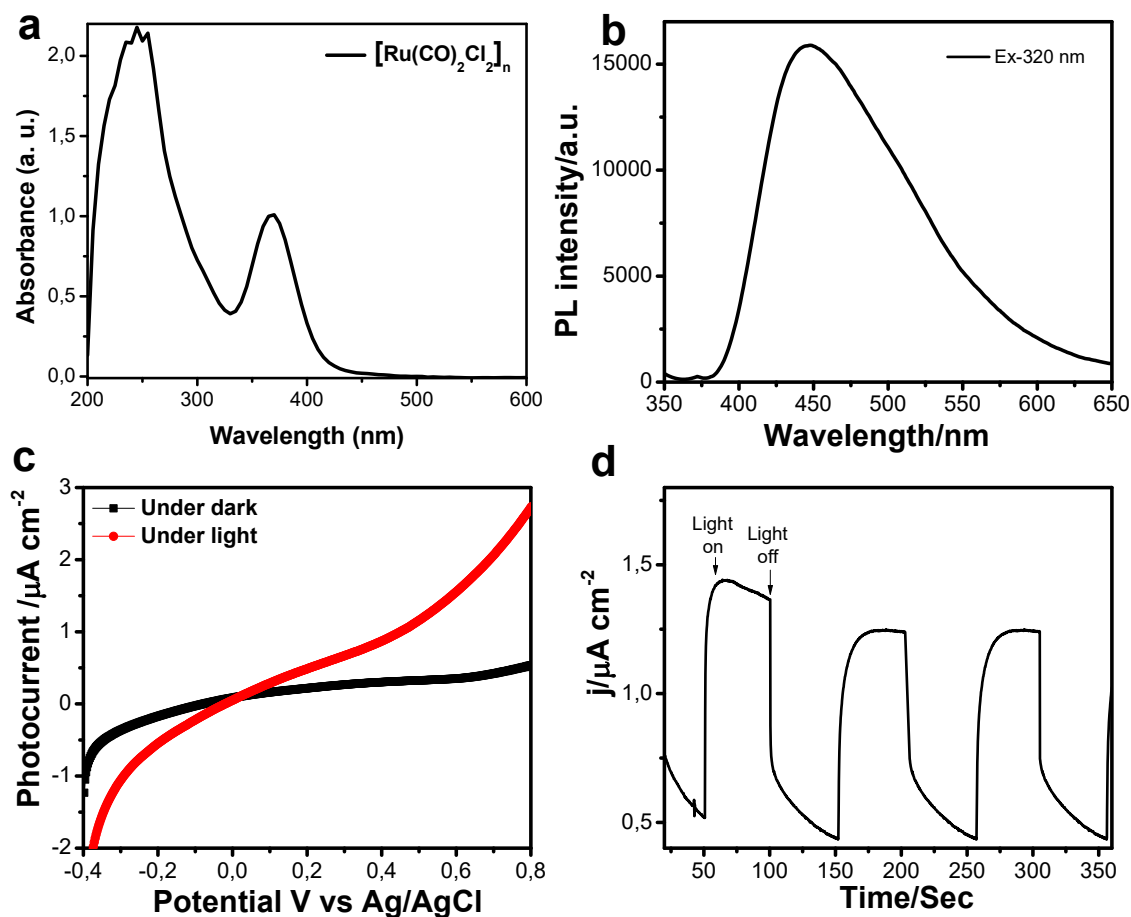 a
[Ru(CO)₂Cl₂]ₙ
Absorbance (a. u.)
2,0
1,5
1,0
0,5
0,0
200 300 400 500 600
Wavelength (nm)
b
Ex-320 nm
PL intensity/a.u.
15000
10000
5000
0
350 400 450 500 550 600 650
Wavelength/nm
c
Under dark
Under light
Photocurrent /µA cm⁻²
3
2
1
0
-1
-2
-0,4 -0,2 0,0 0,2 0,4 0,6 0,8
Potential V vs Ag/AgCl
d
Light
on
Light
off
j/µA cm⁻²
1,5
1,0
0,5
50 100 150 200 250 300 350
Time/Sec